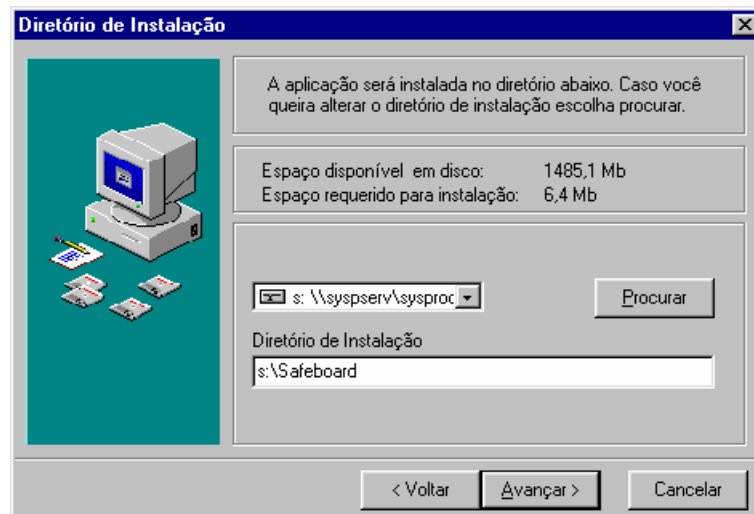 Diretório de Instalação
A aplicação será instalada no diretório abaixo. Caso você
queira alterar o diretório de instalação escolha procurar.
Espaço disponível em disco: 1485,1 Mb
Espaço requerido para instalação: 6,4 Mb
s: \\syspserv\sysproc
Procurar
Diretório de Instalação
s:\Safeboard
< Voltar Avançar > Cancelar